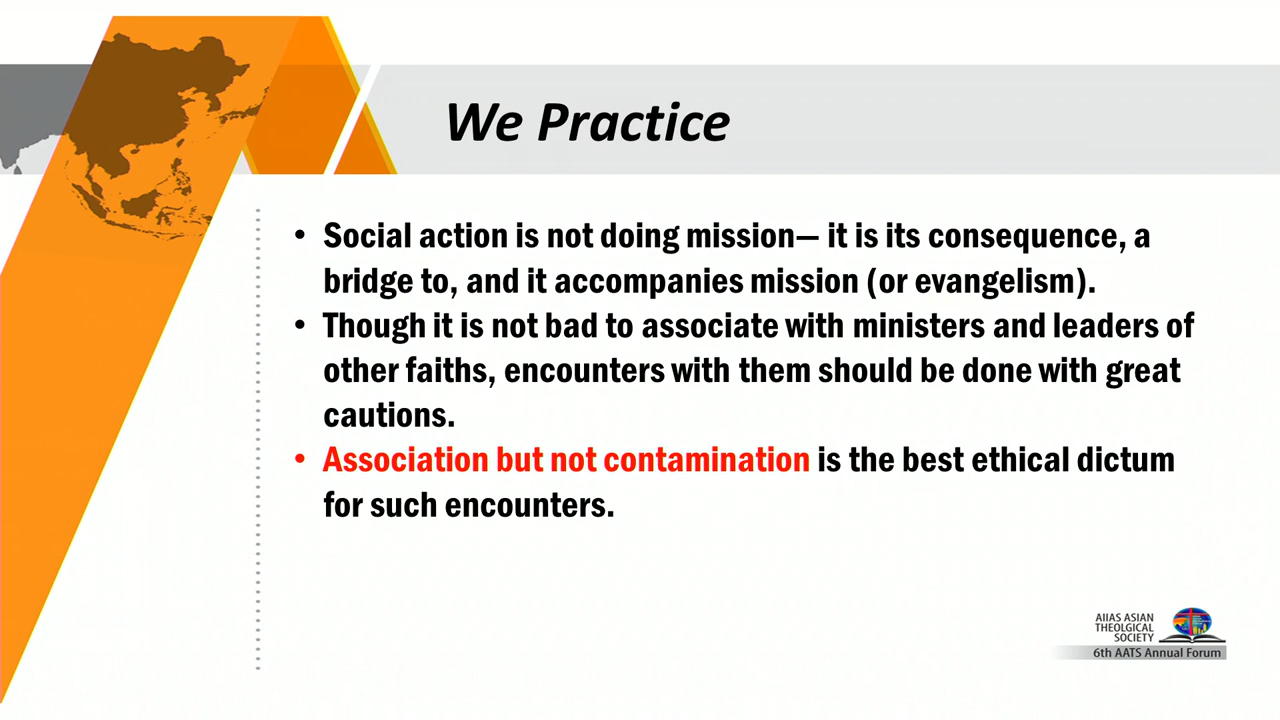 We Practice
• Social action is not doing mission— it is its consequence, a
bridge to, and it accompanies mission (or evangelism).
• Though it is not bad to associate with ministers and leaders of
other faiths, encounters with them should be done with great
cautions.
• Association but not contamination is the best ethical dictum
for such encounters.
AIIAS ASIAN
THEOLGICAL
SOCIETY
6th AATS Annual Forum